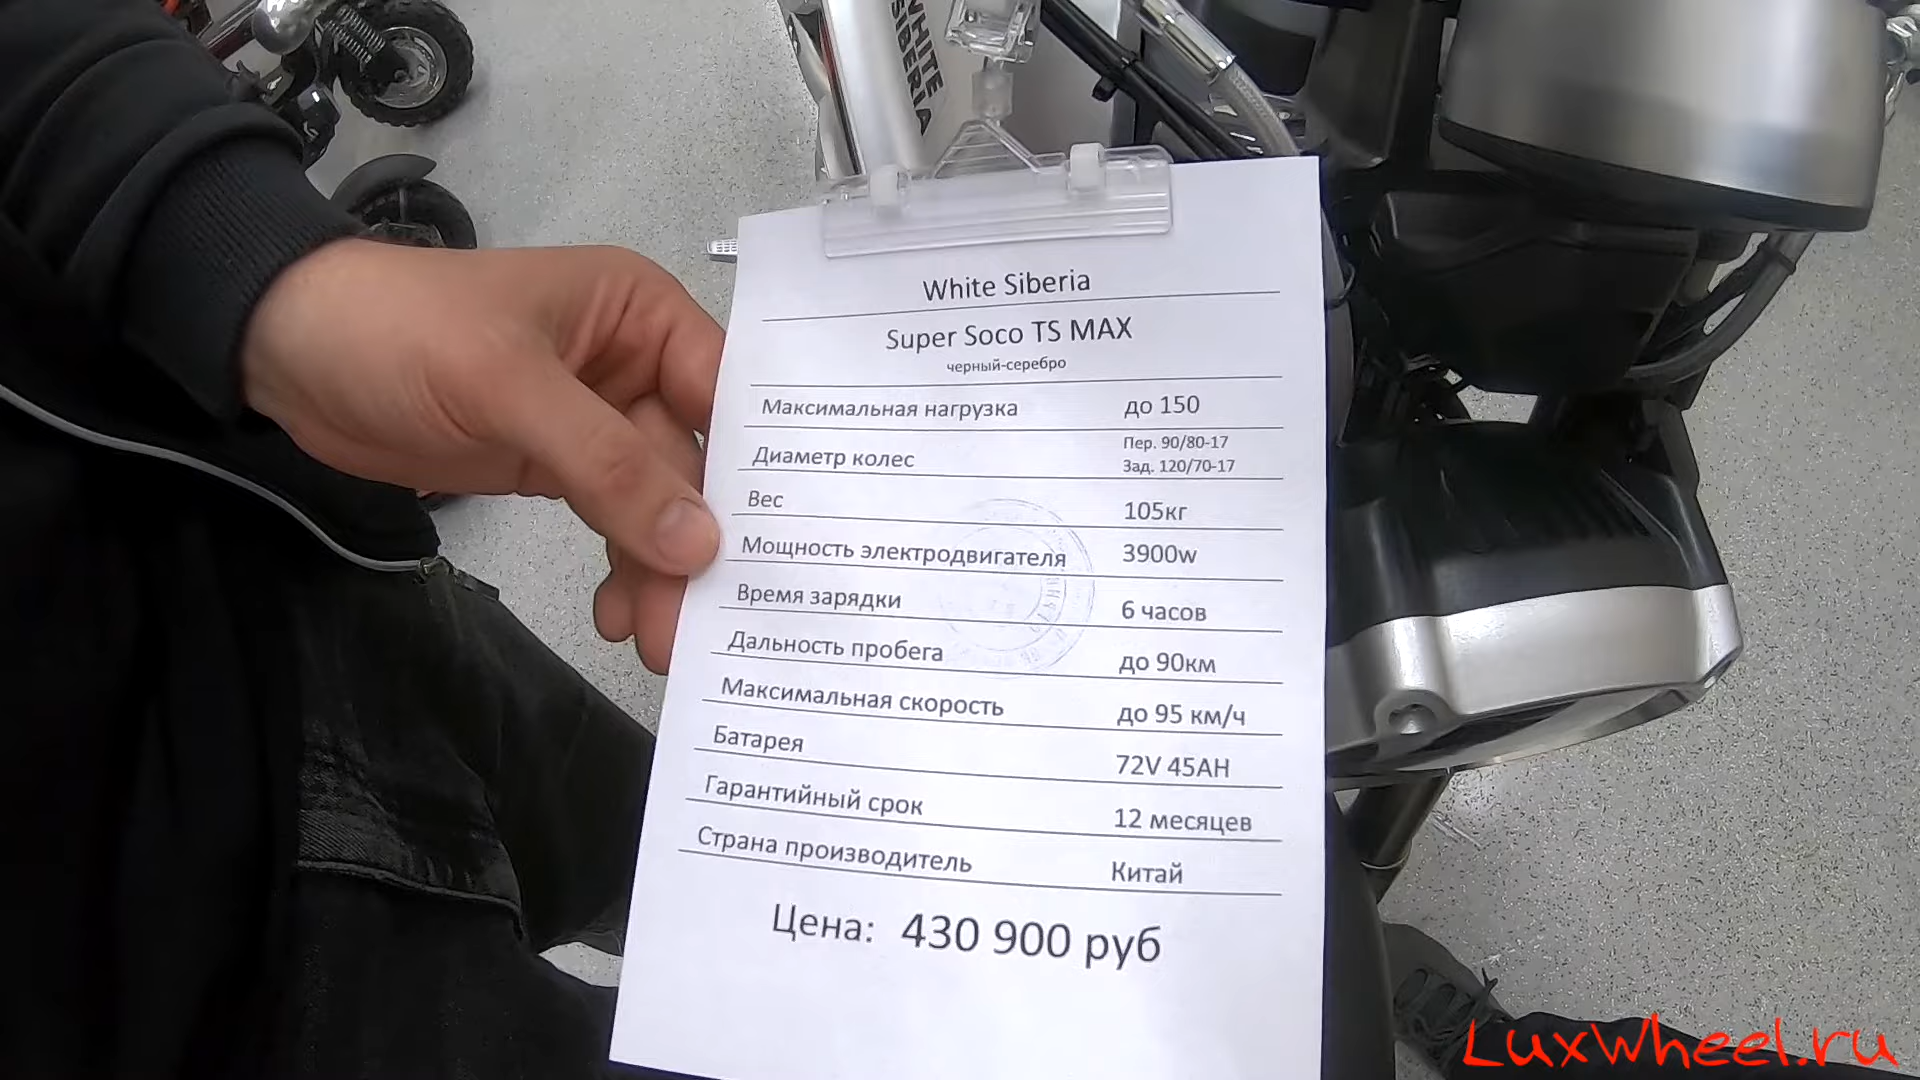 WHITE
SIBERIA
White Siberia
Super Soco TS MAX
черный-серебро
Максимальная нагрузка до 150
Диаметр колес Пер. 90/80-17
Зад. 120/70-17
Вес 105кг
Мощность электродвигателя 3900w
Время зарядки 6 часов
Дальность пробега до 90км
Максимальная скорость до 95 км/ч
Батарея 72V 45AH
Гарантийный срок 12 месяцев
Страна производитель Китай
Цена: 430 900 руб
LuxWheel.ru